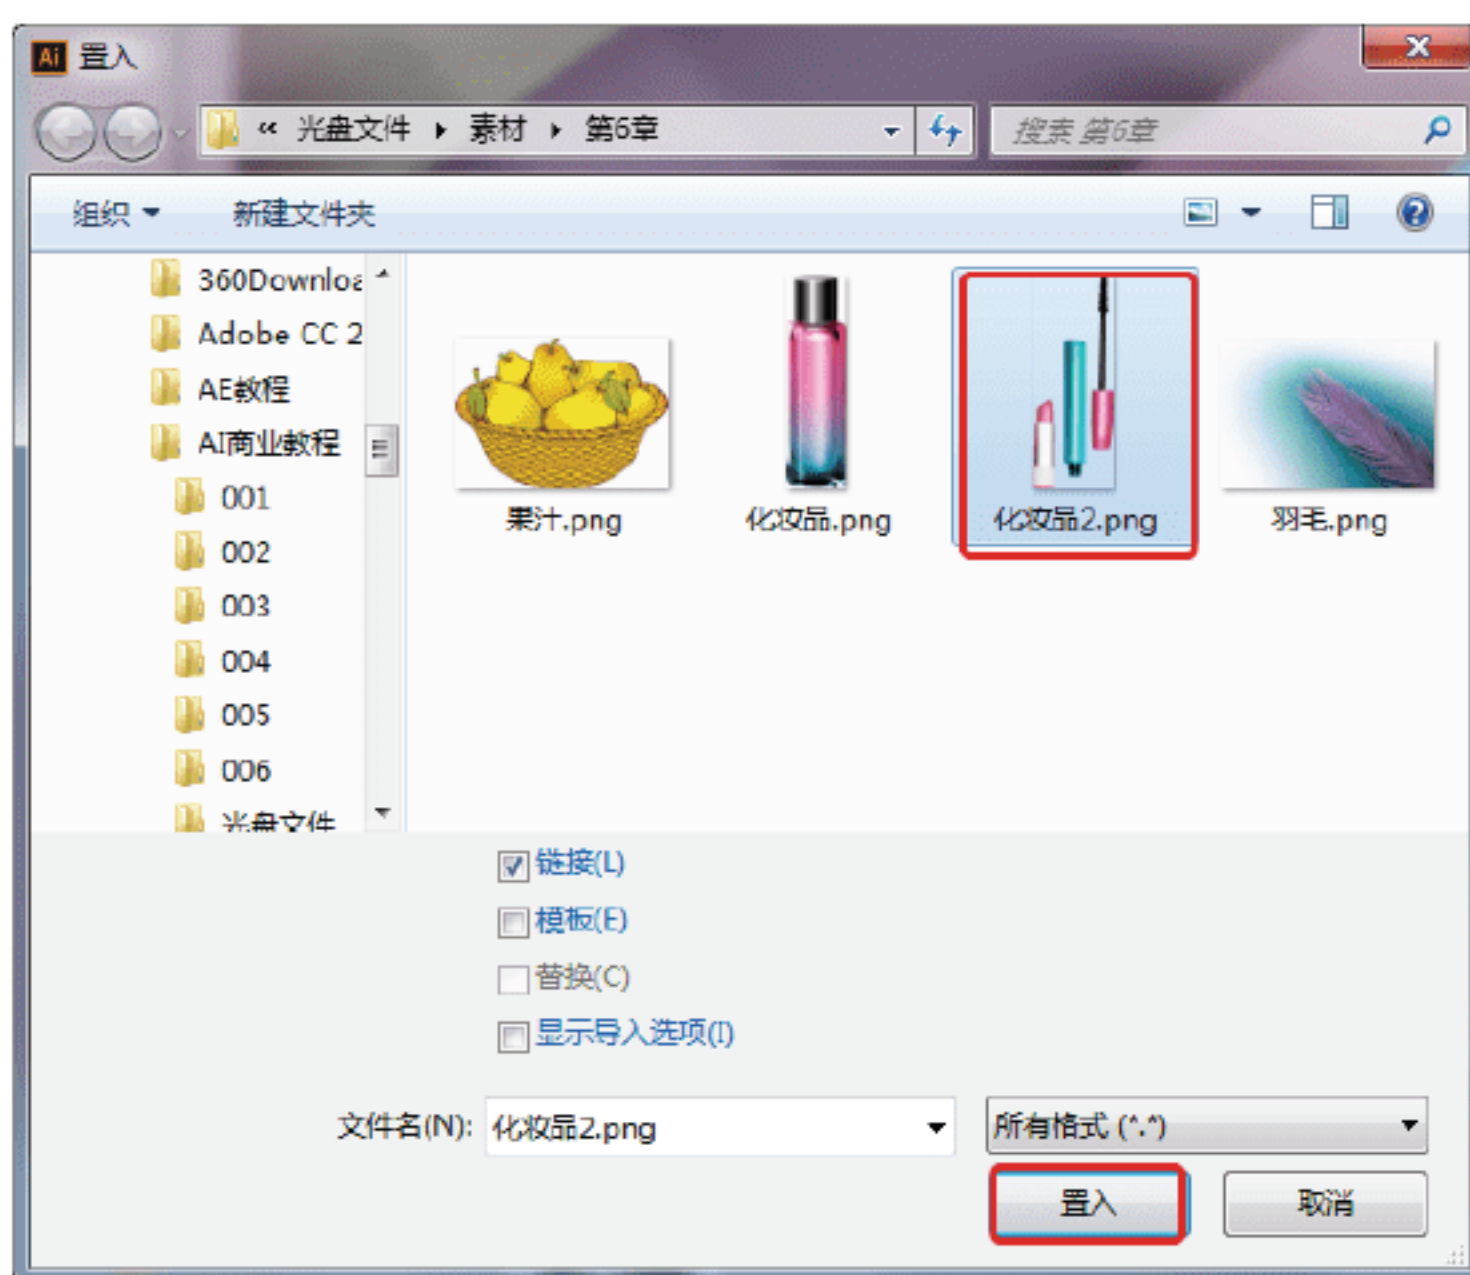 Ai 置入
« 光盘文件 ▸ 素材 ▸ 第6章
搜索 第6章
组织 新建文件夹
360Downloa
Adobe CC 2
AE教程
AI商业教程
001
002
003
004
005
006
光盘文件
果汁.png
化妆品.png
化妆品2.png
羽毛.png
链接(L)
模板(E)
替换(C)
显示导入选项(I)
文件名(N): 化妆品2.png
所有格式 (*.*)
置入 取消